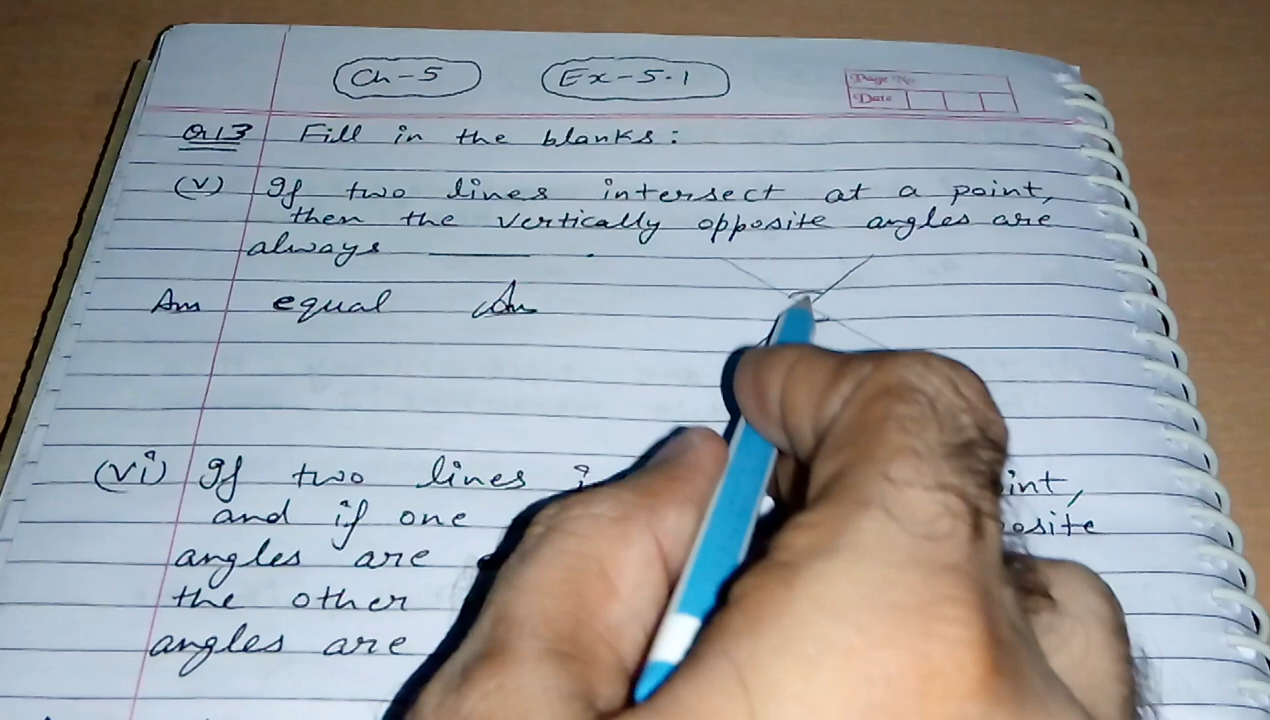 Ch-5 Ex-5.1
Page No
Date
Q13 Fill in the blanks:
(v) If two lines intersect at a point,
then the vertically opposite angles are
always ______ .
Ans equal Ans
(vi) If two lines
and if one
angles are
the other
angles are